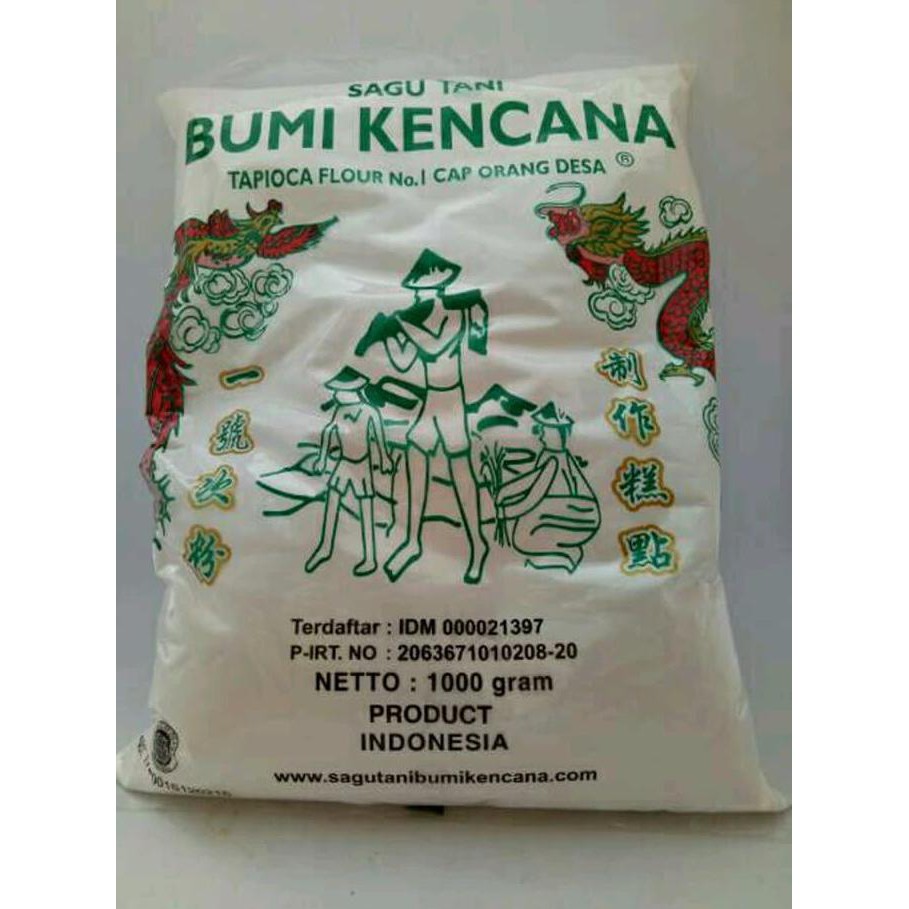 SAGU TANI
BUMI KENCANA
TAPIOCA FLOUR No.1 CAP ORANG DESA ®
一號次粉
制作糕點
Terdaftar : IDM 000021397
P-IRT. NO : 2063671010208-20
NETTO : 1000 gram
PRODUCT
INDONESIA
www.sagutanibumikencana.com